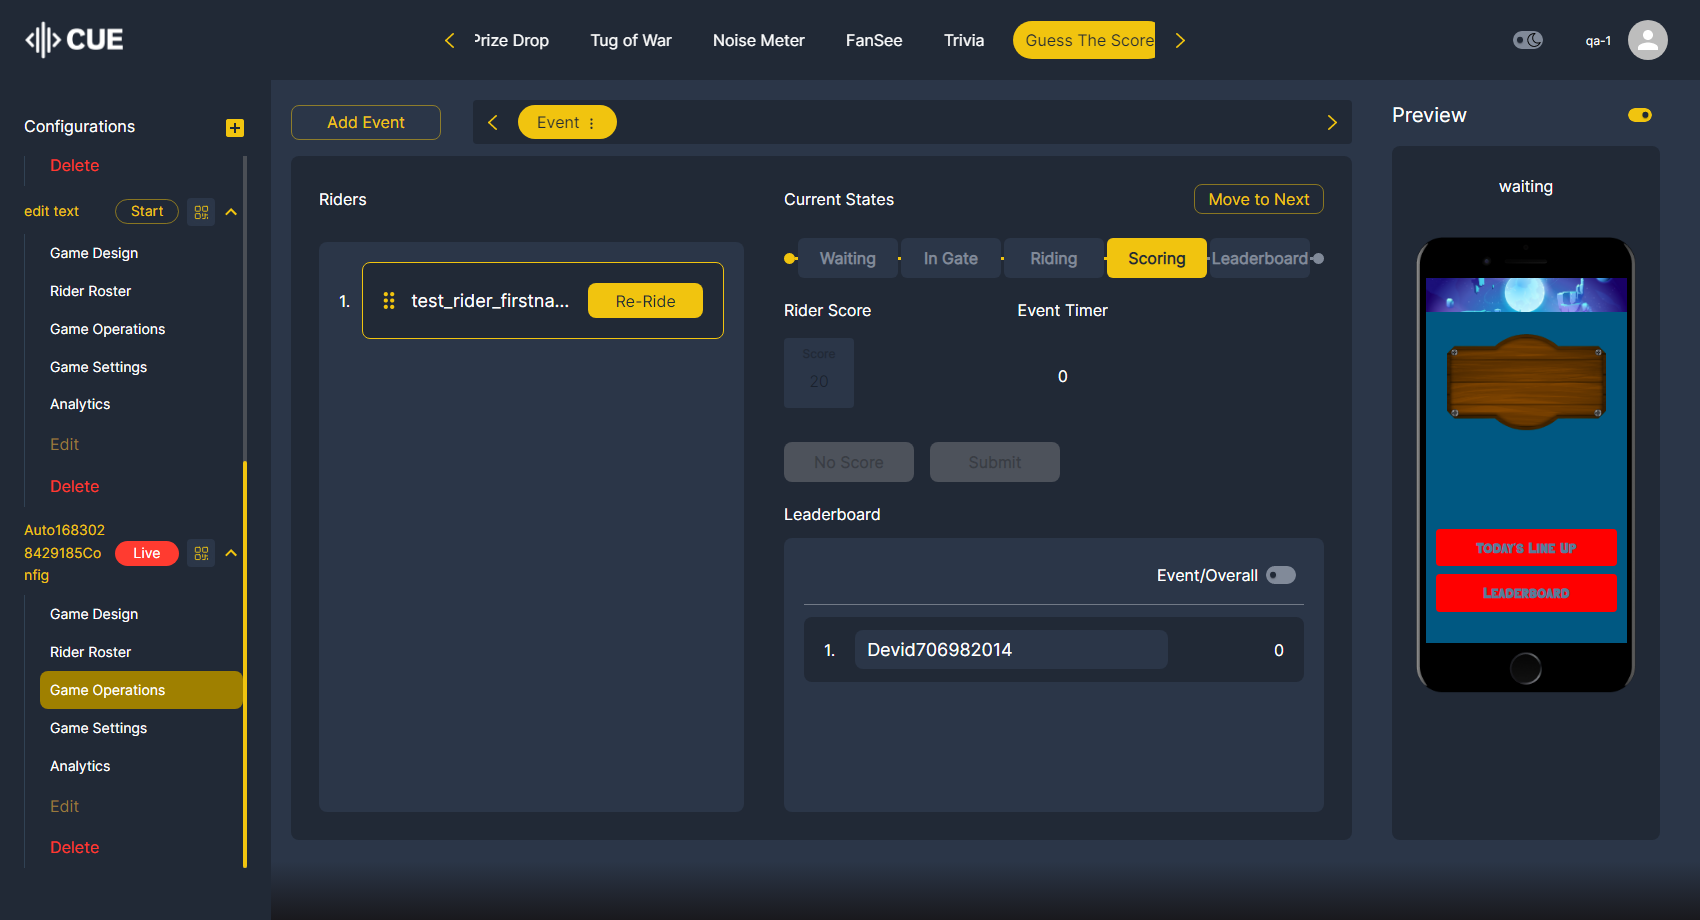 CUE
Prize Drop
Tug of War
Noise Meter
FanSee
Trivia
Guess The Score
qa-1
Configurations
Delete
edit text
Start
Game Design
Rider Roster
Game Operations
Game Settings
Analytics
Edit
Delete
Auto168302
8429185Co
nfig
Live
Game Design
Rider Roster
Game Operations
Game Settings
Analytics
Edit
Delete
Add Event
Event
Riders
1.
test_rider_firstna...
Re-Ride
Current States
Move to Next
Waiting
In Gate
Riding
Scoring
Leaderboard
Rider Score
Event Timer
Score
20
0
No Score
Submit
Leaderboard
Event/Overall
1.
Devid706982014
0
Preview
waiting
Today's Line Up
Leaderboard